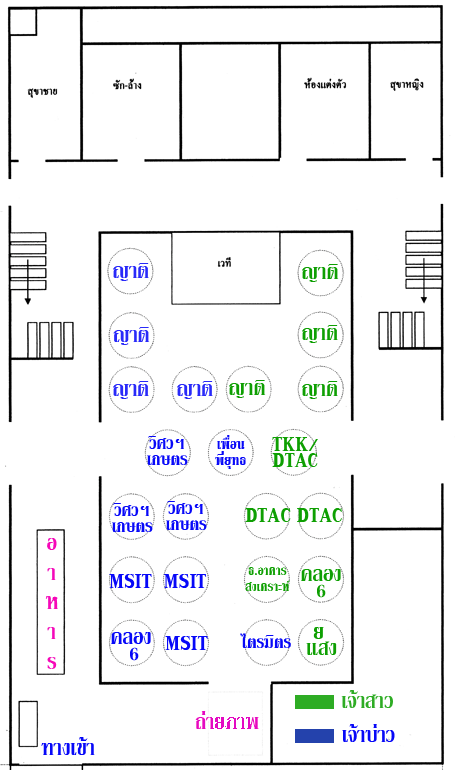 สุขาชาย
ซัก-ล้าง
ห้องแต่งตัว
สุขาหญิง
เวที
ญาติ
ญาติ
ญาติ
ญาติ
ญาติ
ญาติ
ญาติ
ญาติ
วิศวฯ
เกษตร
เพื่อน
พี่ยุทธ
TKK/
DTAC
วิศวฯ
เกษตร
วิศวฯ
เกษตร
DTAC
DTAC
MSIT
MSIT
ธ.อาคาร
สงเคราะห์
คลอง
6
คลอง
6
MSIT
ไตรมิตร
ย
แสง
อาหาร
ถ่ายภาพ
ทางเข้า
เจ้าสาว
เจ้าบ่าว